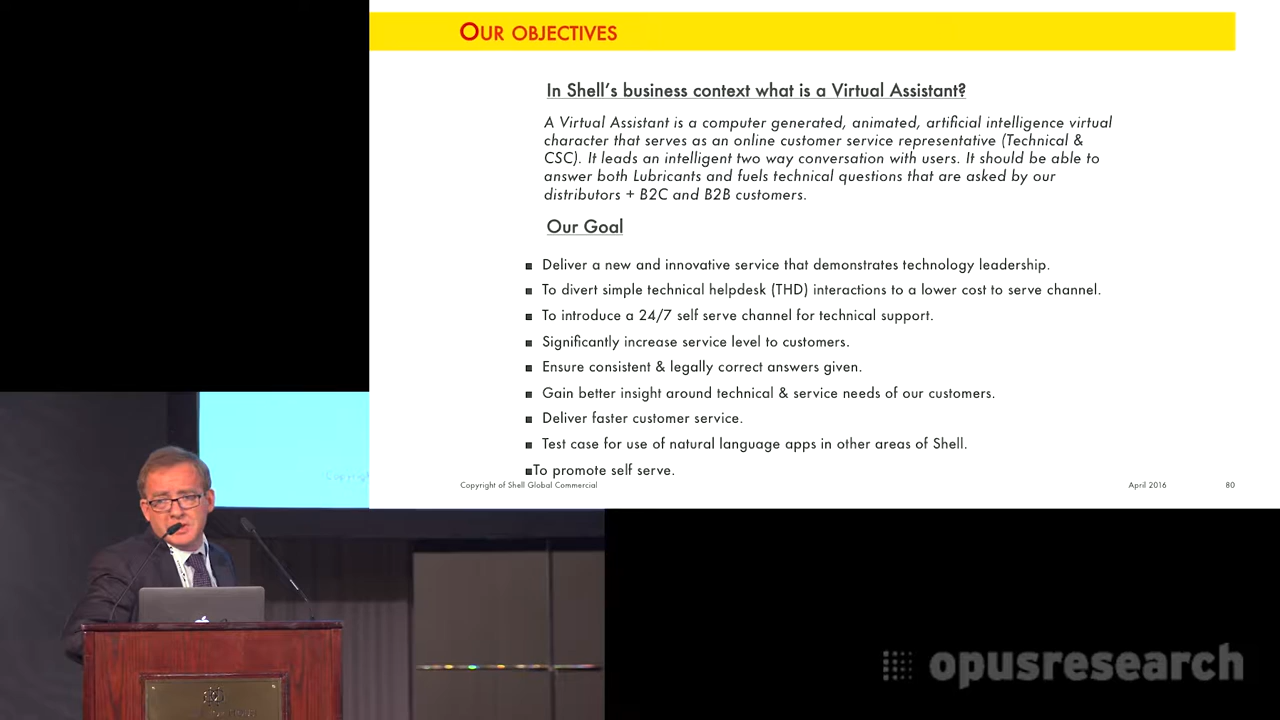 OUR OBJECTIVES
In Shell's business context what is a Virtual Assistant?
A Virtual Assistant is a computer generated, animated, artificial intelligence virtual
character that serves as an online customer service representative (Technical &
CSC). It leads an intelligent two way conversation with users. It should be able to
answer both Lubricants and fuels technical questions that are asked by our
distributors + B2C and B2B customers.
Our Goal
Deliver a new and innovative service that demonstrates technology leadership.
To divert simple technical helpdesk (THD) interactions to a lower cost to serve channel.
To introduce a 24/7 self serve channel for technical support.
Significantly increase service level to customers.
Ensure consistent & legally correct answers given.
Gain better insight around technical & service needs of our customers.
Deliver faster customer service.
Test case for use of natural language apps in other areas of Shell.
To promote self serve.
Copyright of Shell Global Commercial
April 2016
80
opusresearch